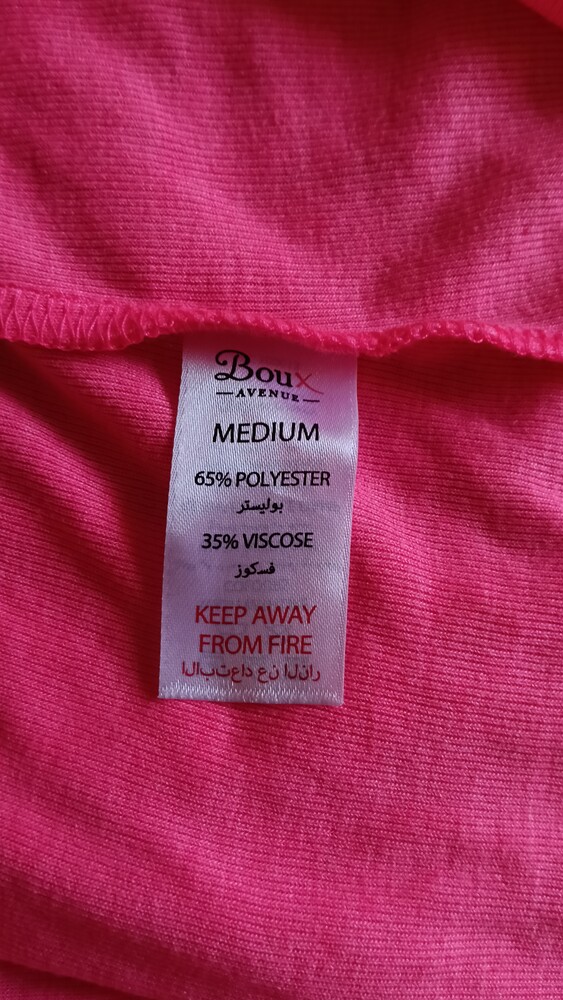 Boux
AVENUE
MEDIUM
65% POLYESTER
بوليستر
35% VISCOSE
فسكوز
KEEP AWAY
FROM FIRE
الابتعاد عن النار